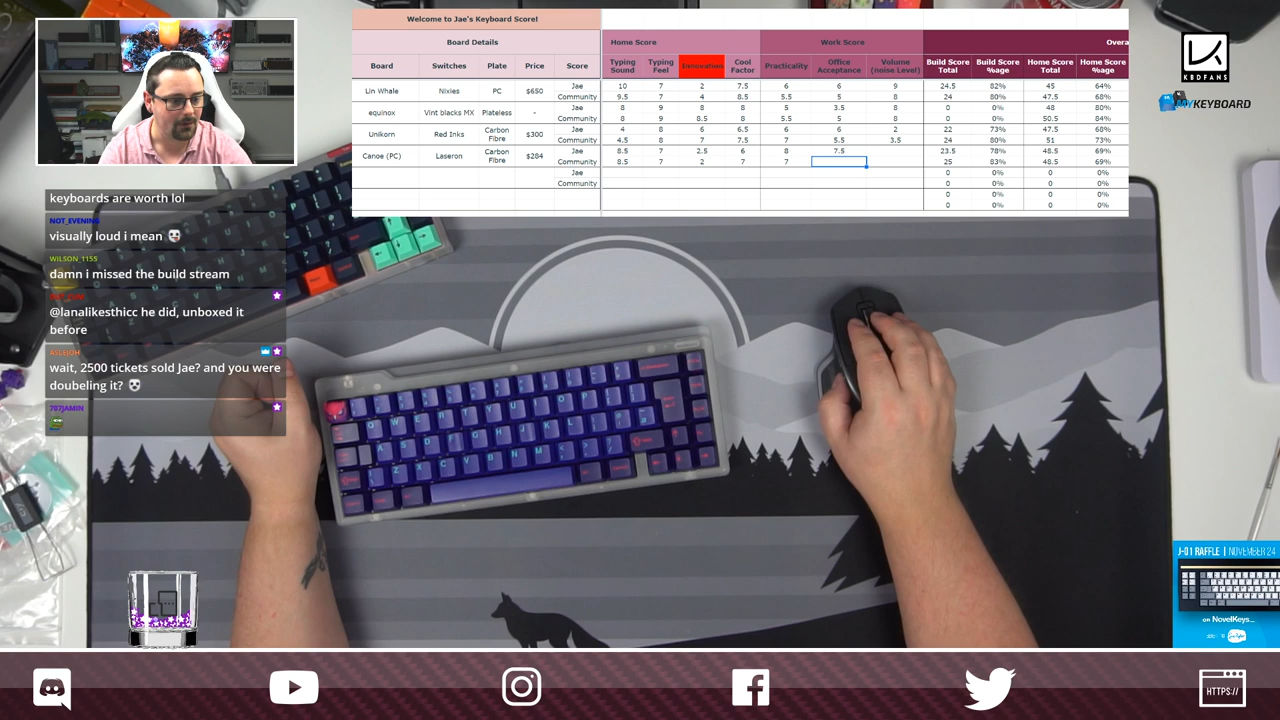 Welcome to Jae's Keyboard Score!
Board Details Home Score Work Score Overa
Board Switches Plate Price Score Typing Sound Typing Feel Innovation Cool Factor Practicality Office Acceptance Volume (noise Level) Build Score Total Build Score %age Home Score Total Home Score %age
Lin Whale Nixies PC $650 Jae 10 7 2 7.5 6 6 9 24.5 82% 45 64%
Community 9.5 7 4 8.5 5.5 5 8 24 80% 47.5 68%
equinox Vint blacks MX Plateless - Jae 8 9 8 8 5 3.5 8 0 0% 48 80%
Community 8 9 8.5 8 5.5 5 8 0 0% 50.5 84%
Unikorn Red Inks Carbon Fibre $300 Jae 4 8 6 6.5 6 6 2 22 73% 47.5 68%
Community 4.5 8 7 7.5 7 5.5 3.5 24 80% 51 73%
Canoe (PC) Laseron Carbon Fibre $284 Jae 8.5 7 2.5 6 8 7.5 23.5 78% 48.5 69%
Community 8.5 7 2 7 7 25 83% 48.5 69%
Jae 0 0% 0 0%
Community 0 0% 0 0%
0 0% 0 0%
0 0% 0 0%
KBDFANS
MYKEYBOARD
keyboards are worth lol
NOT_EVENING
visually loud i mean
WILSON_1155
damn i missed the build stream
@lanalikesthicc he did, unboxed it
before
ASLEJOH
wait, 2500 tickets sold Jae? and you were
doubeling it?
787JAMIN
J-01 RAFFLE | NOVEMBER 24
ON NOVELKEYS_
HTTPS://